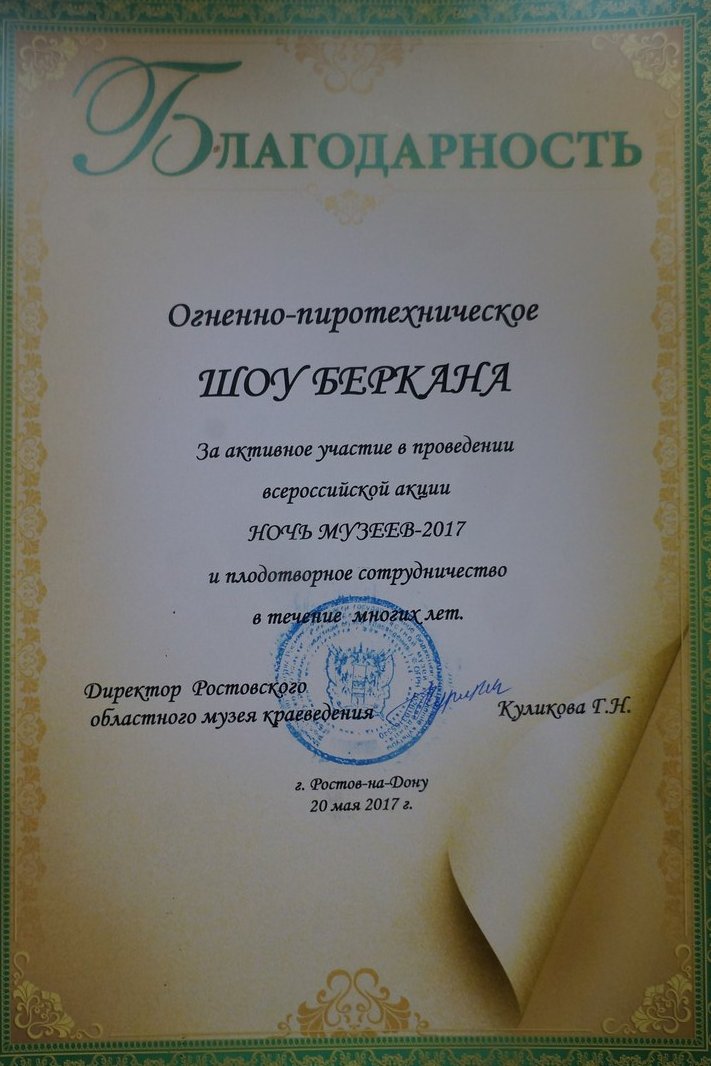 Благодарность
Огненно-пиротехническое
ШОУ БЕРКАНА
За активное участие в проведении
всероссийской акции
НОЧЬ МУЗЕЕВ-2017
и плодотворное сотрудничество
в течение многих лет.
Директор Ростовского
областного музея краеведения
Куликова Г.Н.
г. Ростов-на-Дону
20 мая 2017 г.